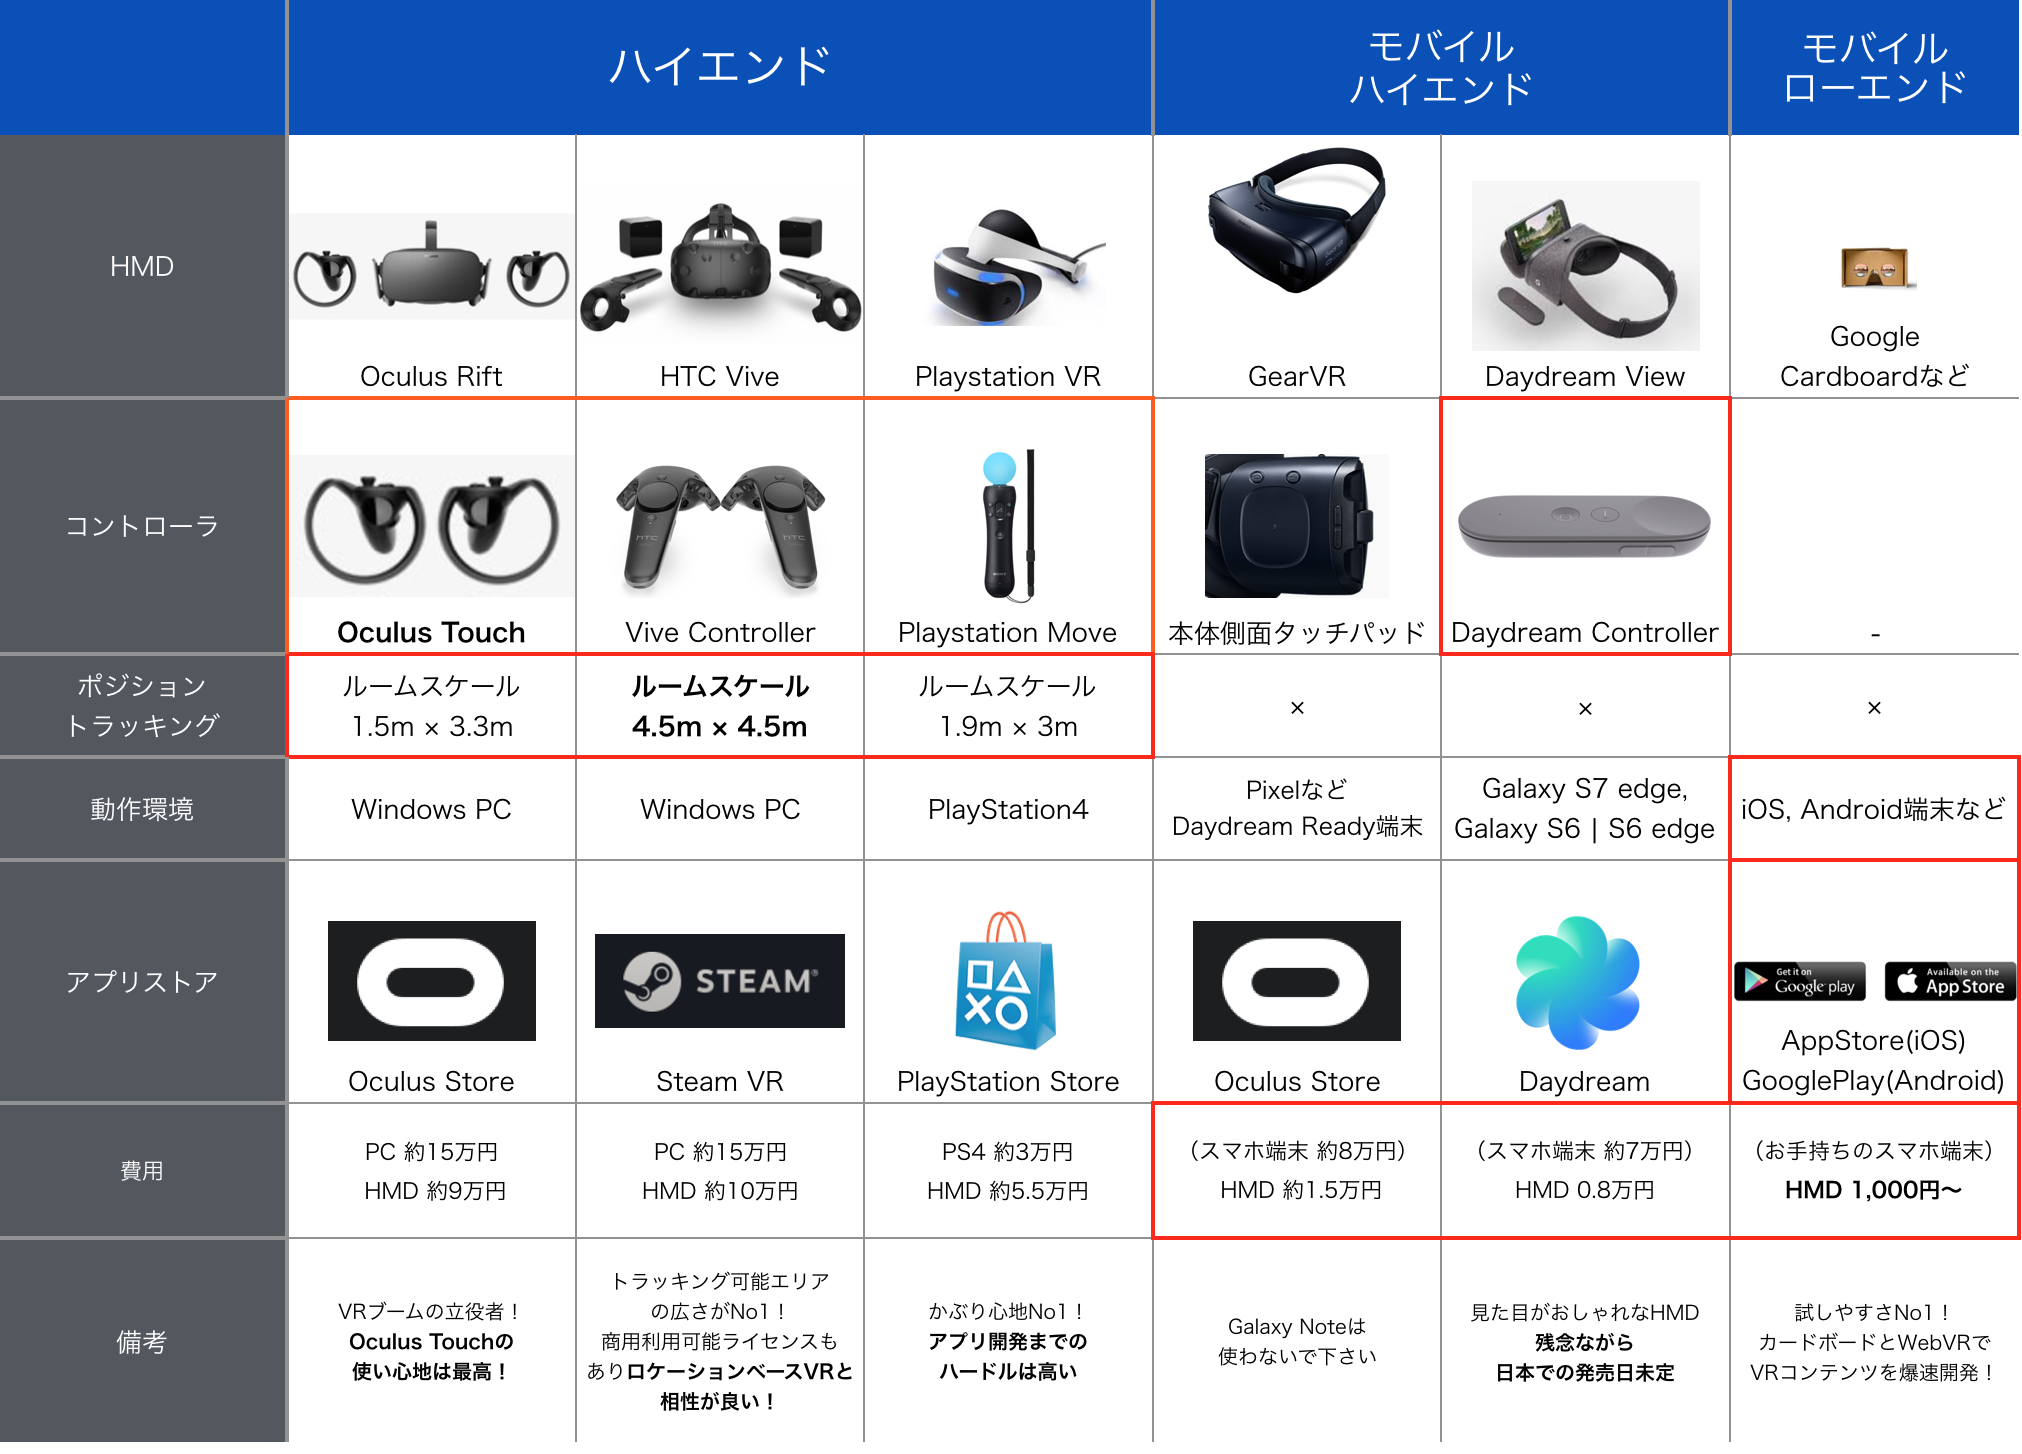 ハイエンド
モバイル
ハイエンド
モバイル
ローエンド
HMD
Oculus Rift
HTC Vive
Playstation VR
GearVR
Daydream View
Google
Cardboardなど
コントローラ
Oculus Touch
Vive Controller
Playstation Move
本体側面タッチパッド
Daydream Controller
-
ポジション
トラッキング
ルームスケール
1.5m × 3.3m
ルームスケール
4.5m × 4.5m
ルームスケール
1.9m × 3m
×
×
×
動作環境
Windows PC
Windows PC
PlayStation4
Pixelなど
Daydream Ready端末
Galaxy S7 edge,
Galaxy S6 | S6 edge
iOS, Android端末など
アプリストア
Oculus Store
STEAM®
Steam VR
PlayStation Store
Oculus Store
Daydream
Get it on
Google play
Available on the
App Store
AppStore(iOS)
GooglePlay(Android)
費用
PC 約15万円
HMD 約9万円
PC 約15万円
HMD 約10万円
PS4 約3万円
HMD 約5.5万円
（スマホ端末 約8万円）
HMD 約1.5万円
（スマホ端末 約7万円）
HMD 0.8万円
（お手持ちのスマホ端末）
HMD 1,000円〜
備考
VRブームの立役者！
Oculus Touchの
使い心地は最高！
トラッキング可能エリア
の広さがNo1！
商用利用可能ライセンスも
ありロケーションベースVRと
相性が良い！
かぶり心地No1！
アプリ開発までの
ハードルは高い
Galaxy Noteは
使わないで下さい
見た目がおしゃれなHMD
残念ながら
日本での発売日未定
試しやすさNo1！
カードボードとWebVRで
VRコンテンツを爆速開発！